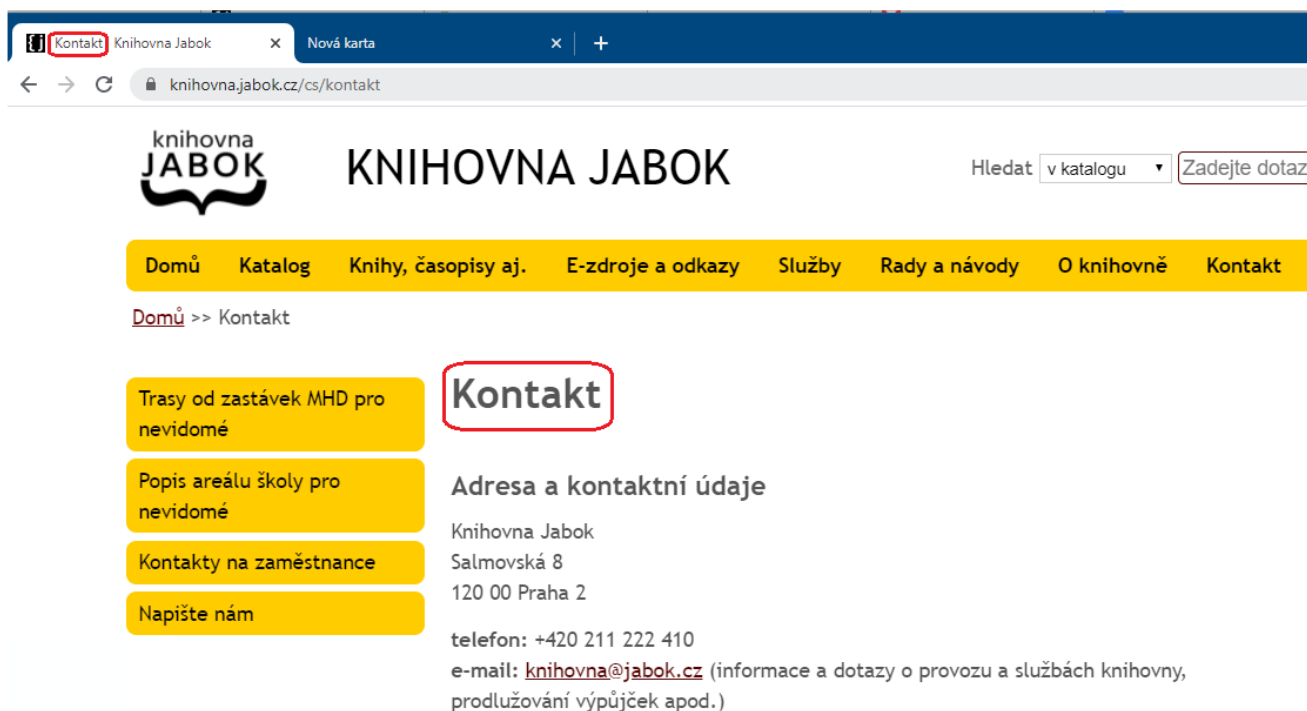 Kontakt Knihovna Jabok
Nová karta
knihovna.jabok.cz/cs/kontakt
knihovna
JABOK
KNIHOVNA JABOK
Hledat v katalogu Zadejte dotaz
Domů Katalog Knihy, časopisy aj. E-zdroje a odkazy Služby Rady a návody O knihovně Kontakt
Domů >> Kontakt
Trasy od zastávek MHD pro
nevidomé
Popis areálu školy pro
nevidomé
Kontakty na zaměstnance
Napište nám
Kontakt
Adresa a kontaktní údaje
Knihovna Jabok
Salmovská 8
120 00 Praha 2
telefon: +420 211 222 410
e-mail: knihovna@jabok.cz (informace a dotazy o provozu a službách knihovny,
prodlužování výpůjček apod.)